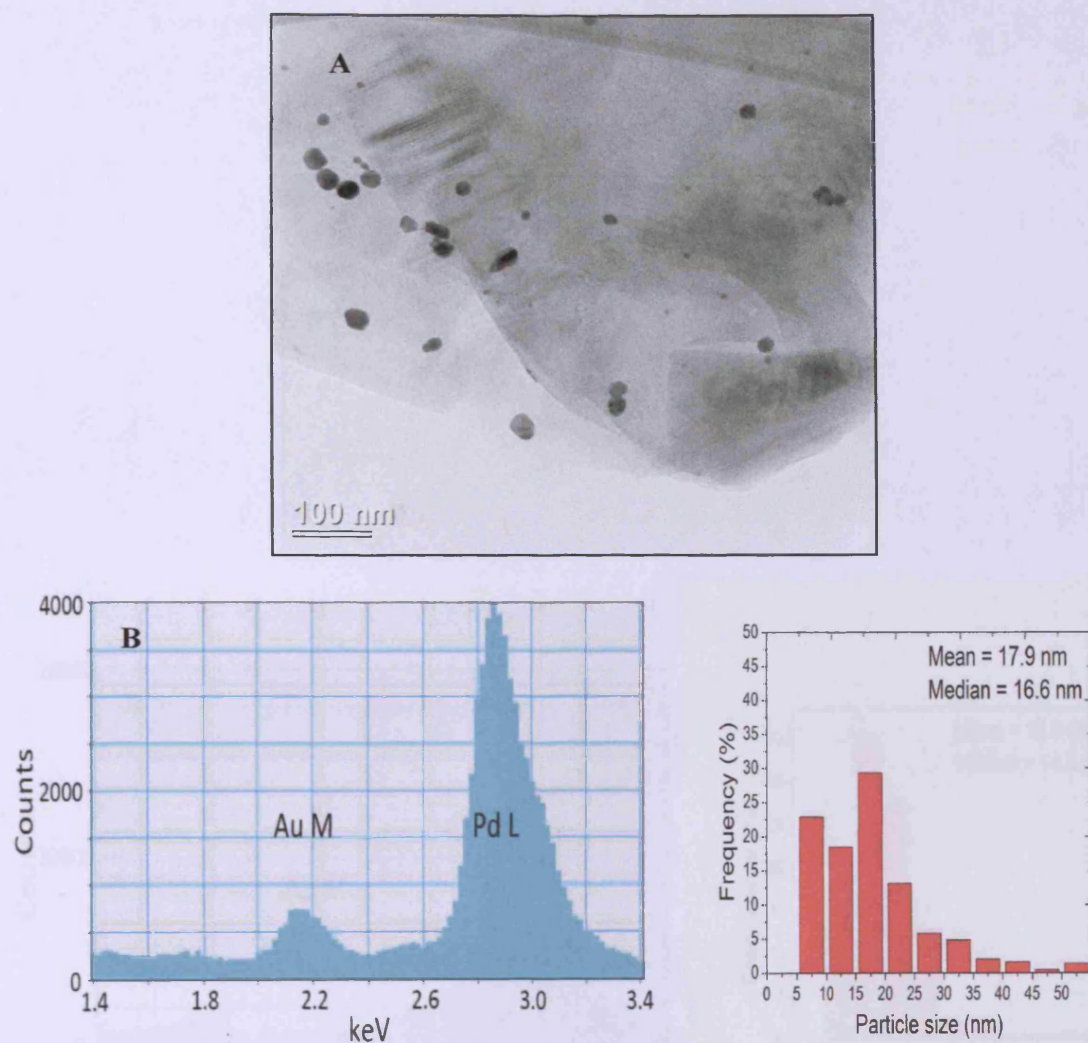 A
100 nm
B
4000
2000
0
Counts
Au M
Pd L
1.4
1.8
2.2
2.6
3.0
3.4
keV
50
45
40
35
30
25
20
15
10
5
0
Frequency (%)
Mean = 17.9 nm
Median = 16.6 nm
0 5 10 15 20 25 30 35 40 45 50
Particle size (nm)